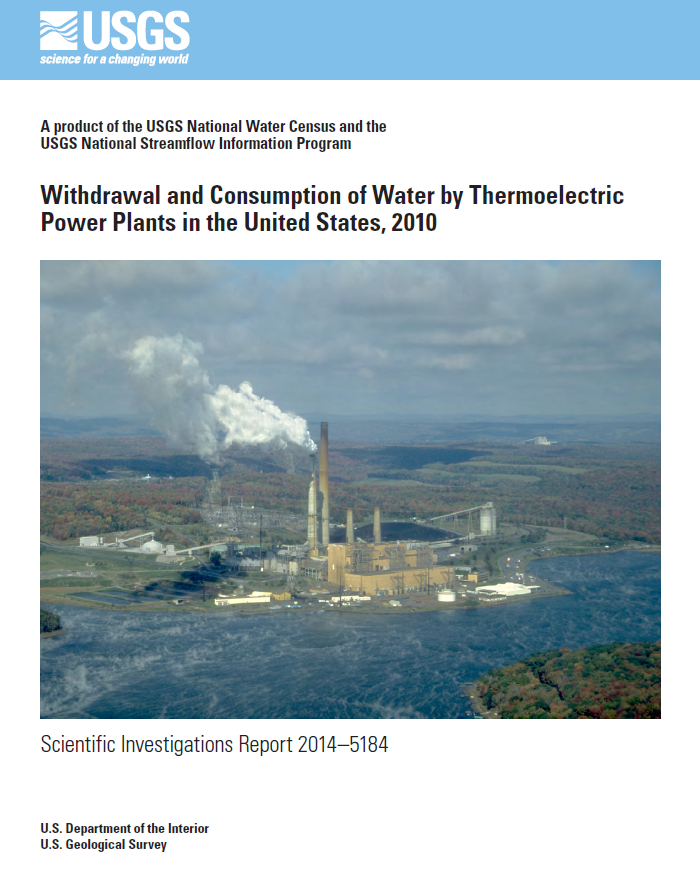 USGS
science for a changing world
A product of the USGS National Water Census and the
USGS National Streamflow Information Program
Withdrawal and Consumption of Water by Thermoelectric
Power Plants in the United States, 2010
Scientific Investigations Report 2014–5184
U.S. Department of the Interior
U.S. Geological Survey